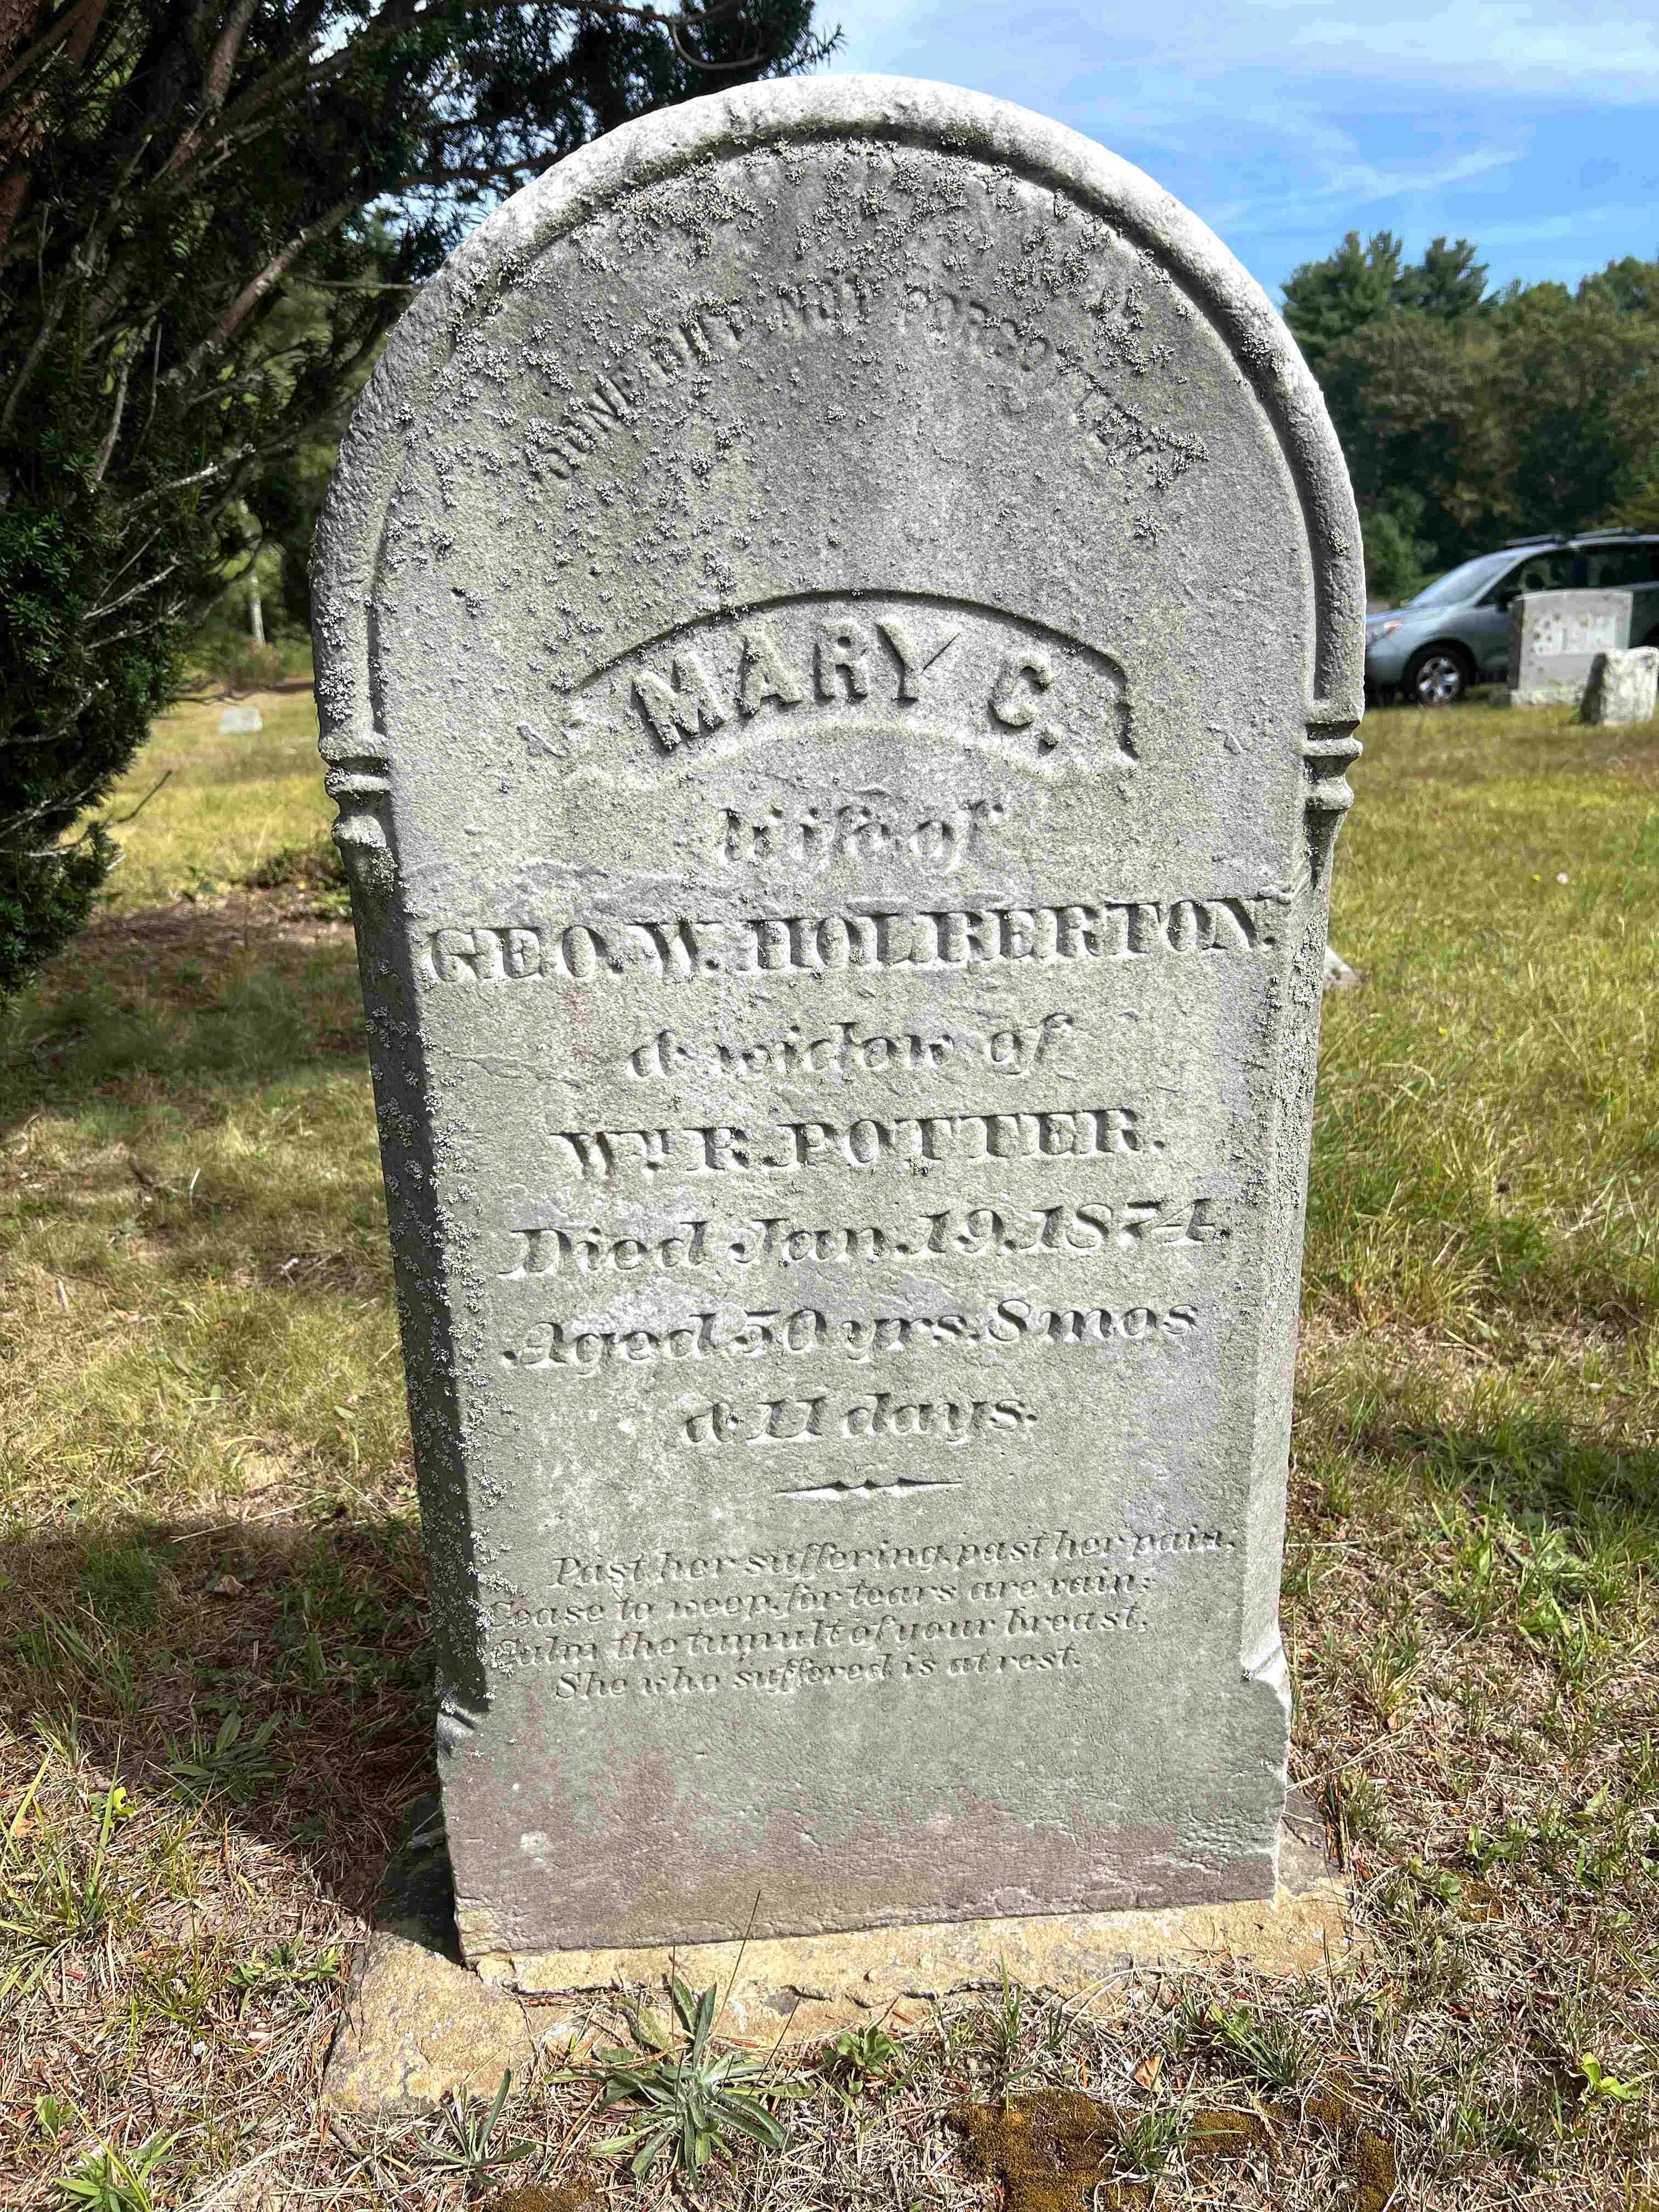 GONE BUT NOT FORGOTTEN
MARY C.
wife of
GEO. W. HOLBERTON.
& widow of
Wm R. POTTER.
Died Jan. 19, 1874,
Aged 50 yrs. 8 mos
& 11 days.
Past her suffering, past her pain,
Cease to weep, for tears are vain;
Calm the tumult of your breast,
She who suffered is at rest.